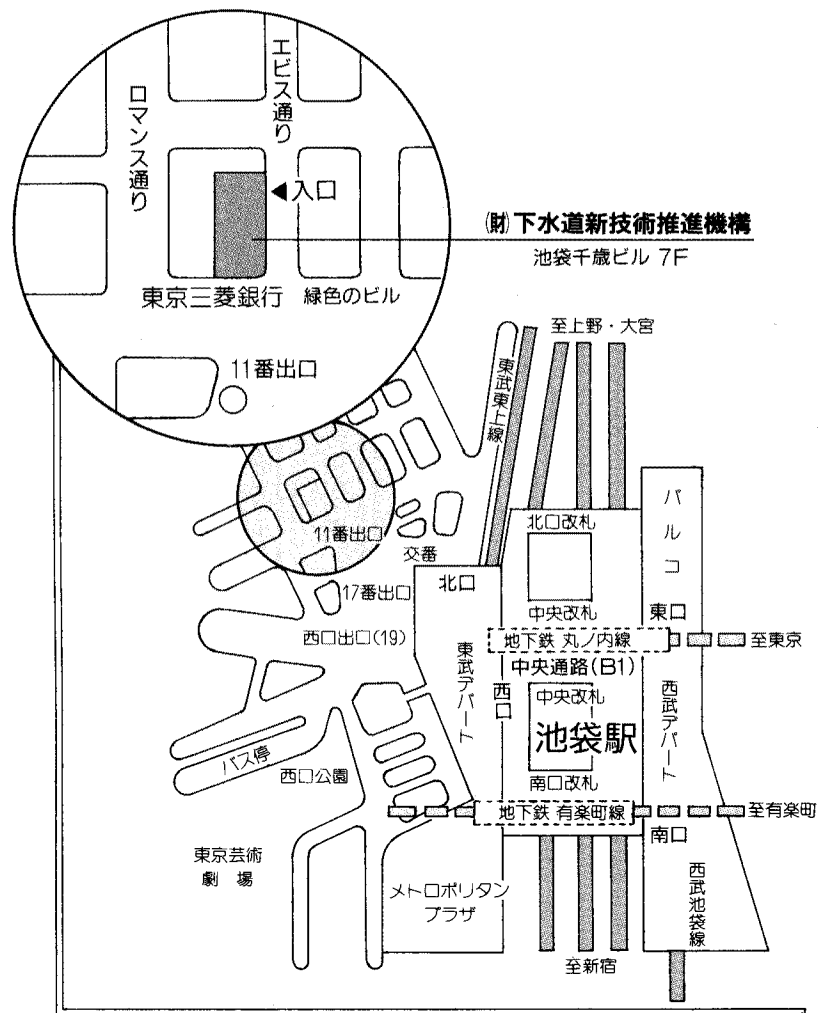 エビス通り
ロマンス通り
◀入口
(財)下水道新技術推進機構
池袋千歳ビル 7F
東京三菱銀行
緑色のビル
11番出口
至上野・大宮
東武東上線
パルコ
北口改札
11番出口
交番
北口
17番出口
中央改札
東口
西口出口(19)
地下鉄 丸ノ内線
至東京
中央通路(B1)
東武デパート
西口
中央改札
西武デパート
池袋駅
バス停
西口公園
南口改札
地下鉄 有楽町線
至有楽町
南口
東京芸術
劇 場
メトロポリタン
プラザ
西武池袋線
至新宿